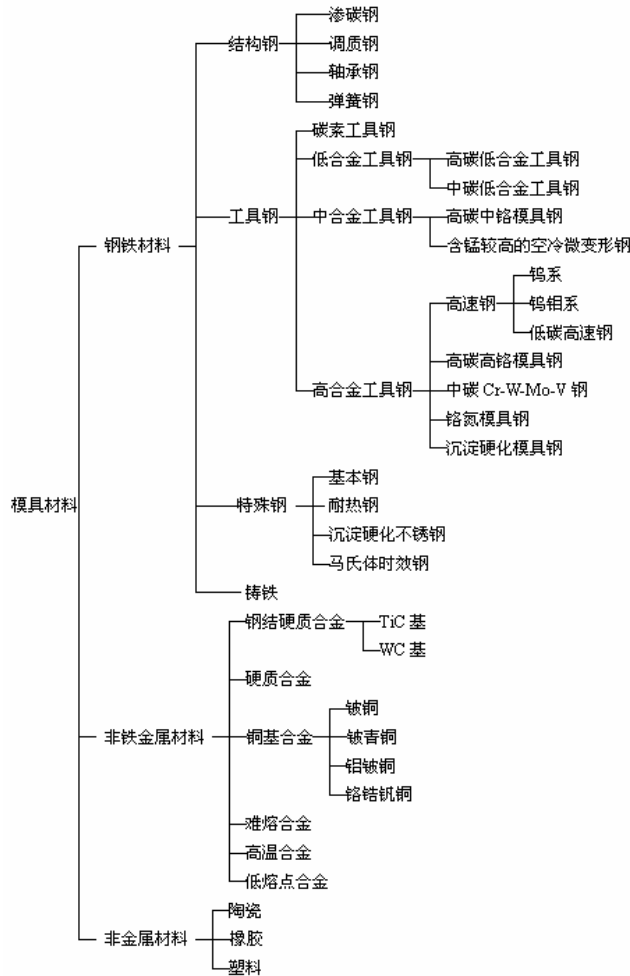 渗碳钢
结构钢
调质钢
轴承钢
弹簧钢
碳素工具钢
低合金工具钢
高碳低合金工具钢
中碳低合金工具钢
工具钢
中合金工具钢
高碳中铬模具钢
钢铁材料
含锰较高的空冷微变形钢
钨系
高速钢
钨钼系
低碳高速钢
高碳高铬模具钢
高合金工具钢
中碳Cr-W-Mo-V钢
铬氮模具钢
沉淀硬化模具钢
基本钢
模具材料
特殊钢
耐热钢
沉淀硬化不锈钢
马氏体时效钢
铸铁
钢结硬质合金
TiC基
WC基
硬质合金
铍铜
非铁金属材料
铜基合金
铍青铜
铝铍铜
铬锆钒铜
难熔合金
高温合金
低熔点合金
陶瓷
非金属材料
橡胶
塑料